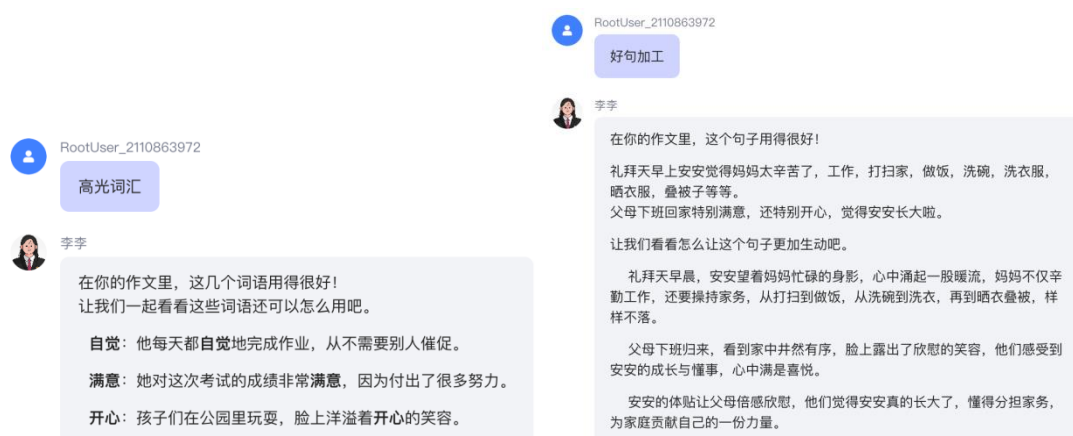 RootUser_2110863972
高光词汇
李李
在你的作文里，这几个词语用得很好！
让我们一起看看这些词语还可以怎么用吧。
自觉：他每天都自觉地完成作业，从不需要别人催促。
满意：她对这次考试的成绩非常满意，因为付出了很多努力。
开心：孩子们在公园里玩耍，脸上洋溢着开心的笑容。
RootUser_2110863972
好句加工
李李
在你的作文里，这个句子用得很好！
礼拜天早上安安觉得妈妈太辛苦了，工作，打扫家，做饭，洗碗，洗衣服，
晒衣服，叠被子等等。
父母下班回家特别满意，还特别开心，觉得安安长大啦。
让我们看看怎么让这个句子更加生动吧。
礼拜天早晨，安安望着妈妈忙碌的身影，心中涌起一股暖流，妈妈不仅辛
勤工作，还要操持家务，从打扫到做饭，从洗碗到洗衣，再到晒衣叠被，样
样不落。
父母下班归来，看到家中井然有序，脸上露出了欣慰的笑容，他们感受到
安安的成长与懂事，心中满是喜悦。
安安的体贴让父母倍感欣慰，他们觉得安安真的长大了，懂得分担家务，
为家庭贡献自己的一份力量。